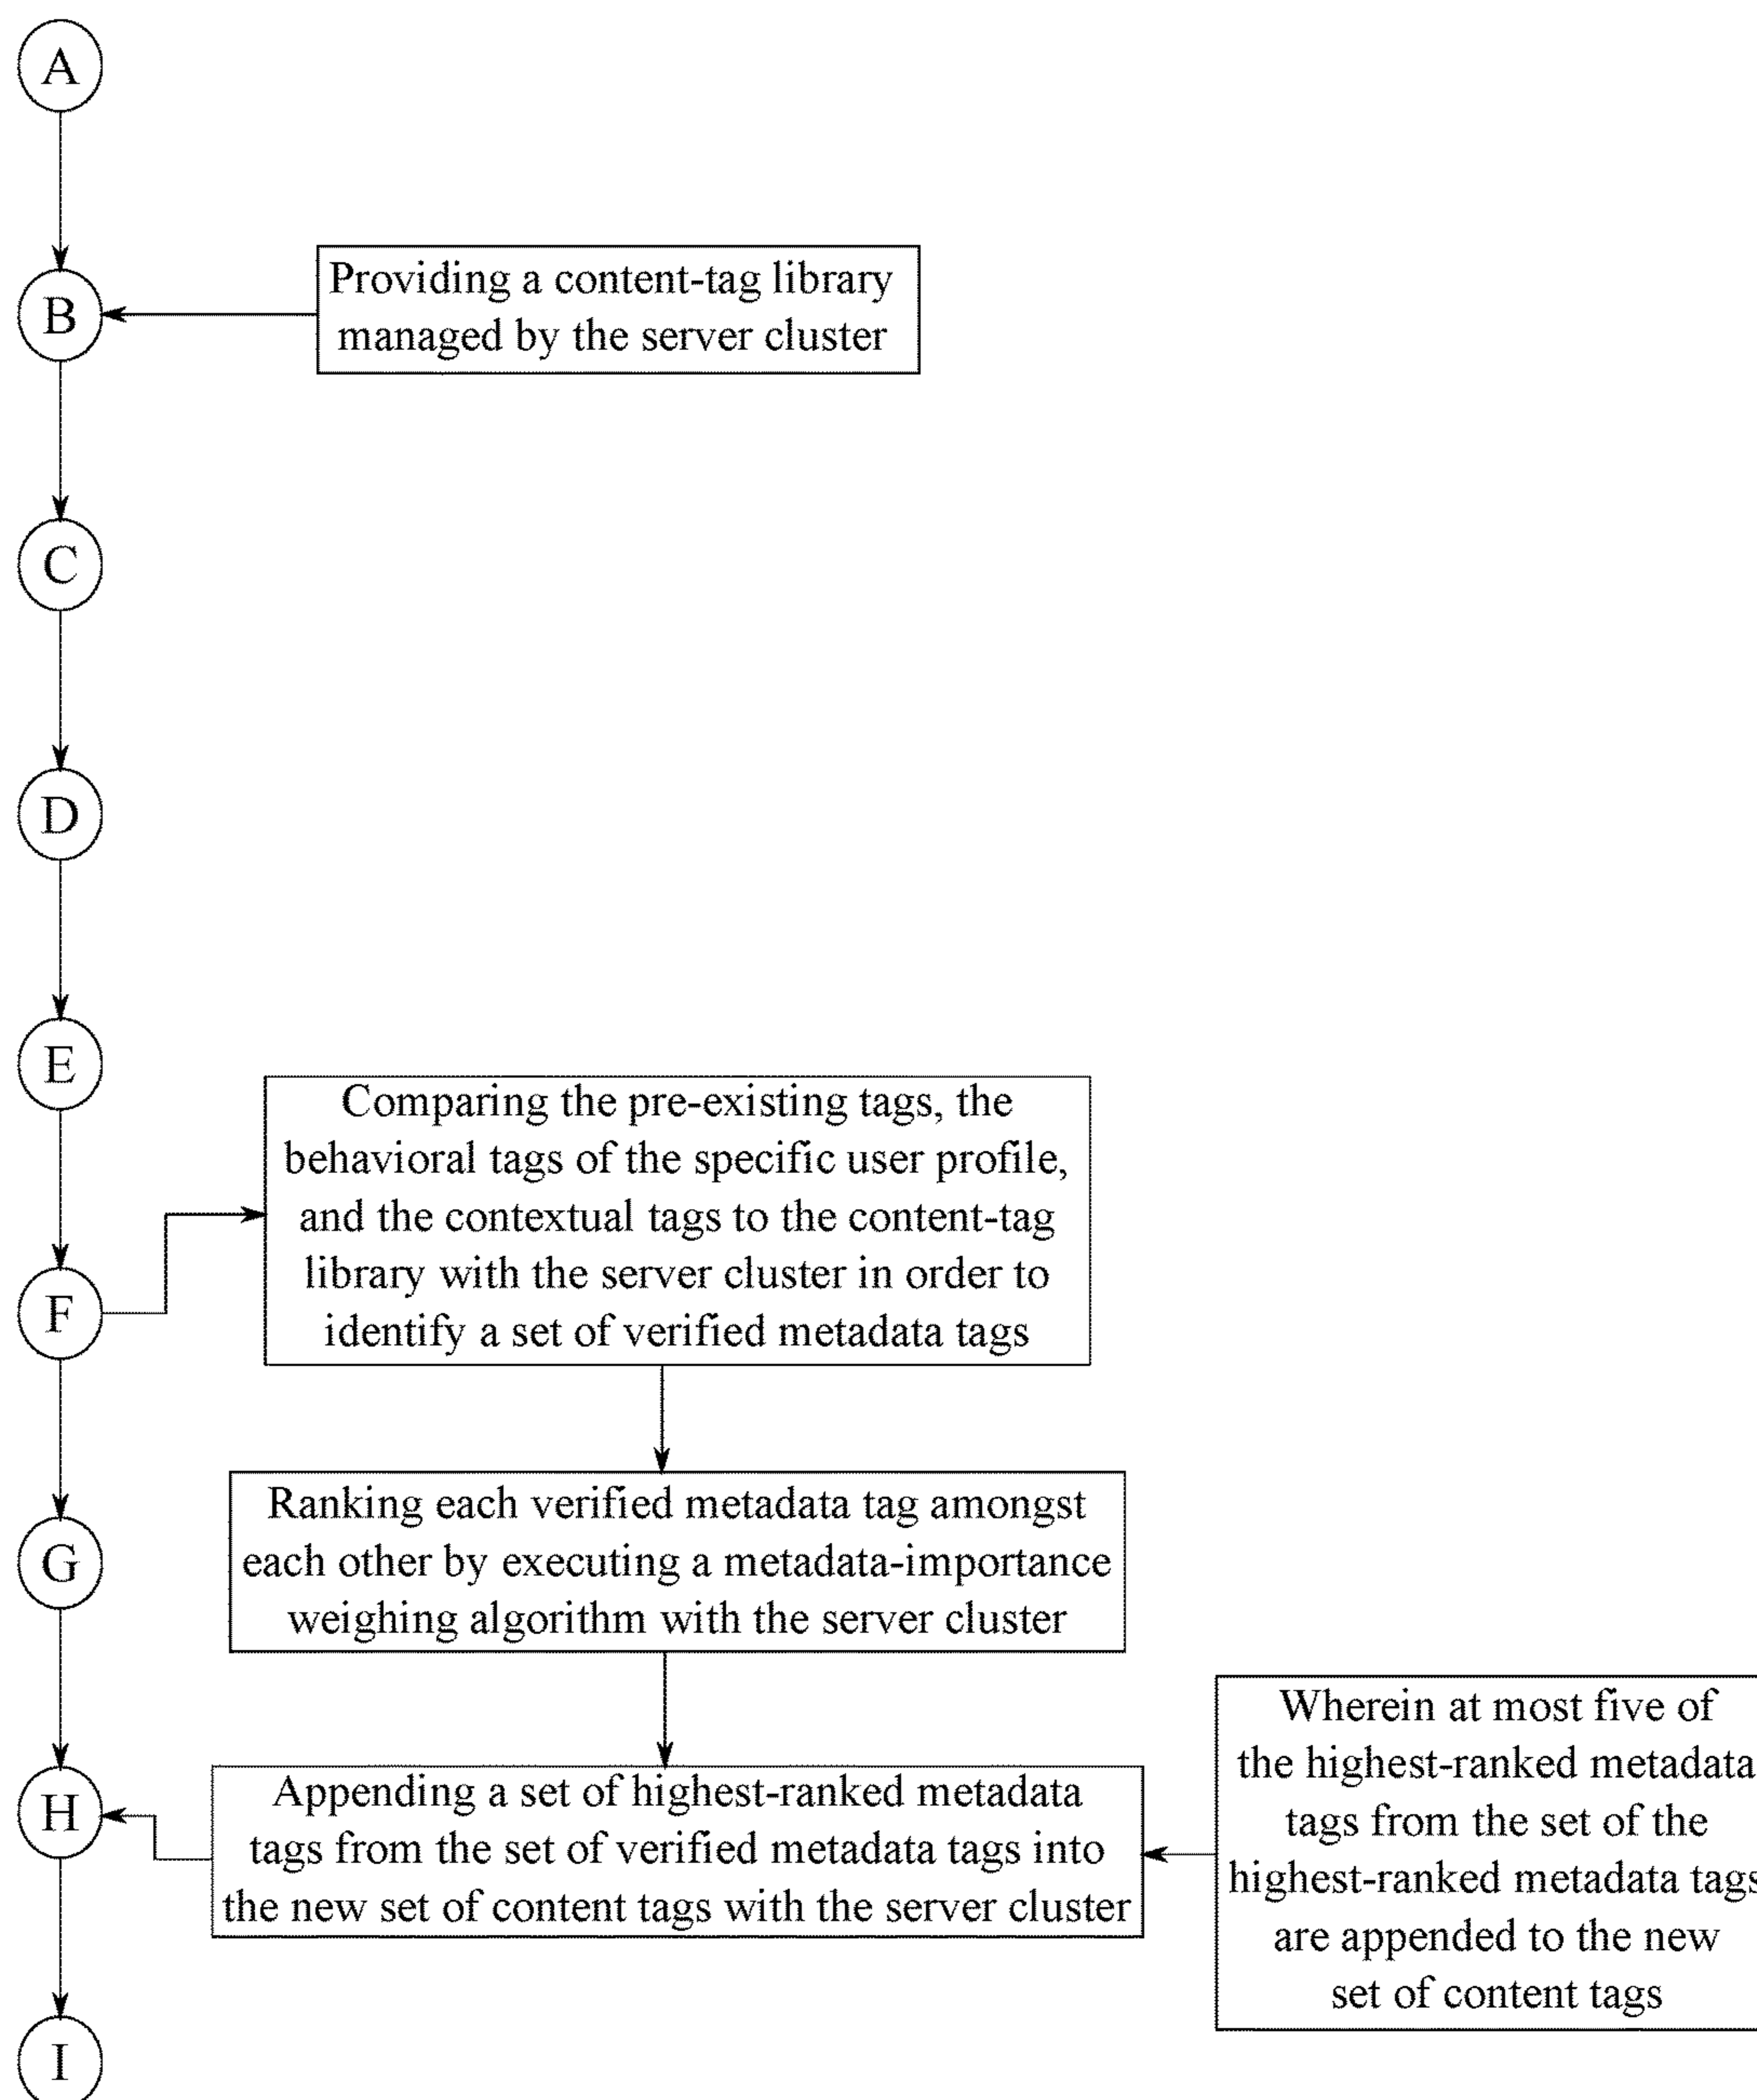 A
B
Providing a content-tag library
managed by the server cluster
C
D
E
Comparing the pre-existing tags, the
behavioral tags of the specific user profile,
and the contextual tags to the content-tag
library with the server cluster in order to
identify a set of verified metadata tags
F
Ranking each verified metadata tag amongst
each other by executing a metadata-importance
weighing algorithm with the server cluster
G
H
Appending a set of highest-ranked metadata
tags from the set of verified metadata tags into
the new set of content tags with the server cluster
Wherein at most five of
the highest-ranked metadata
tags from the set of the
highest-ranked metadata tags
are appended to the new
set of content tags
I